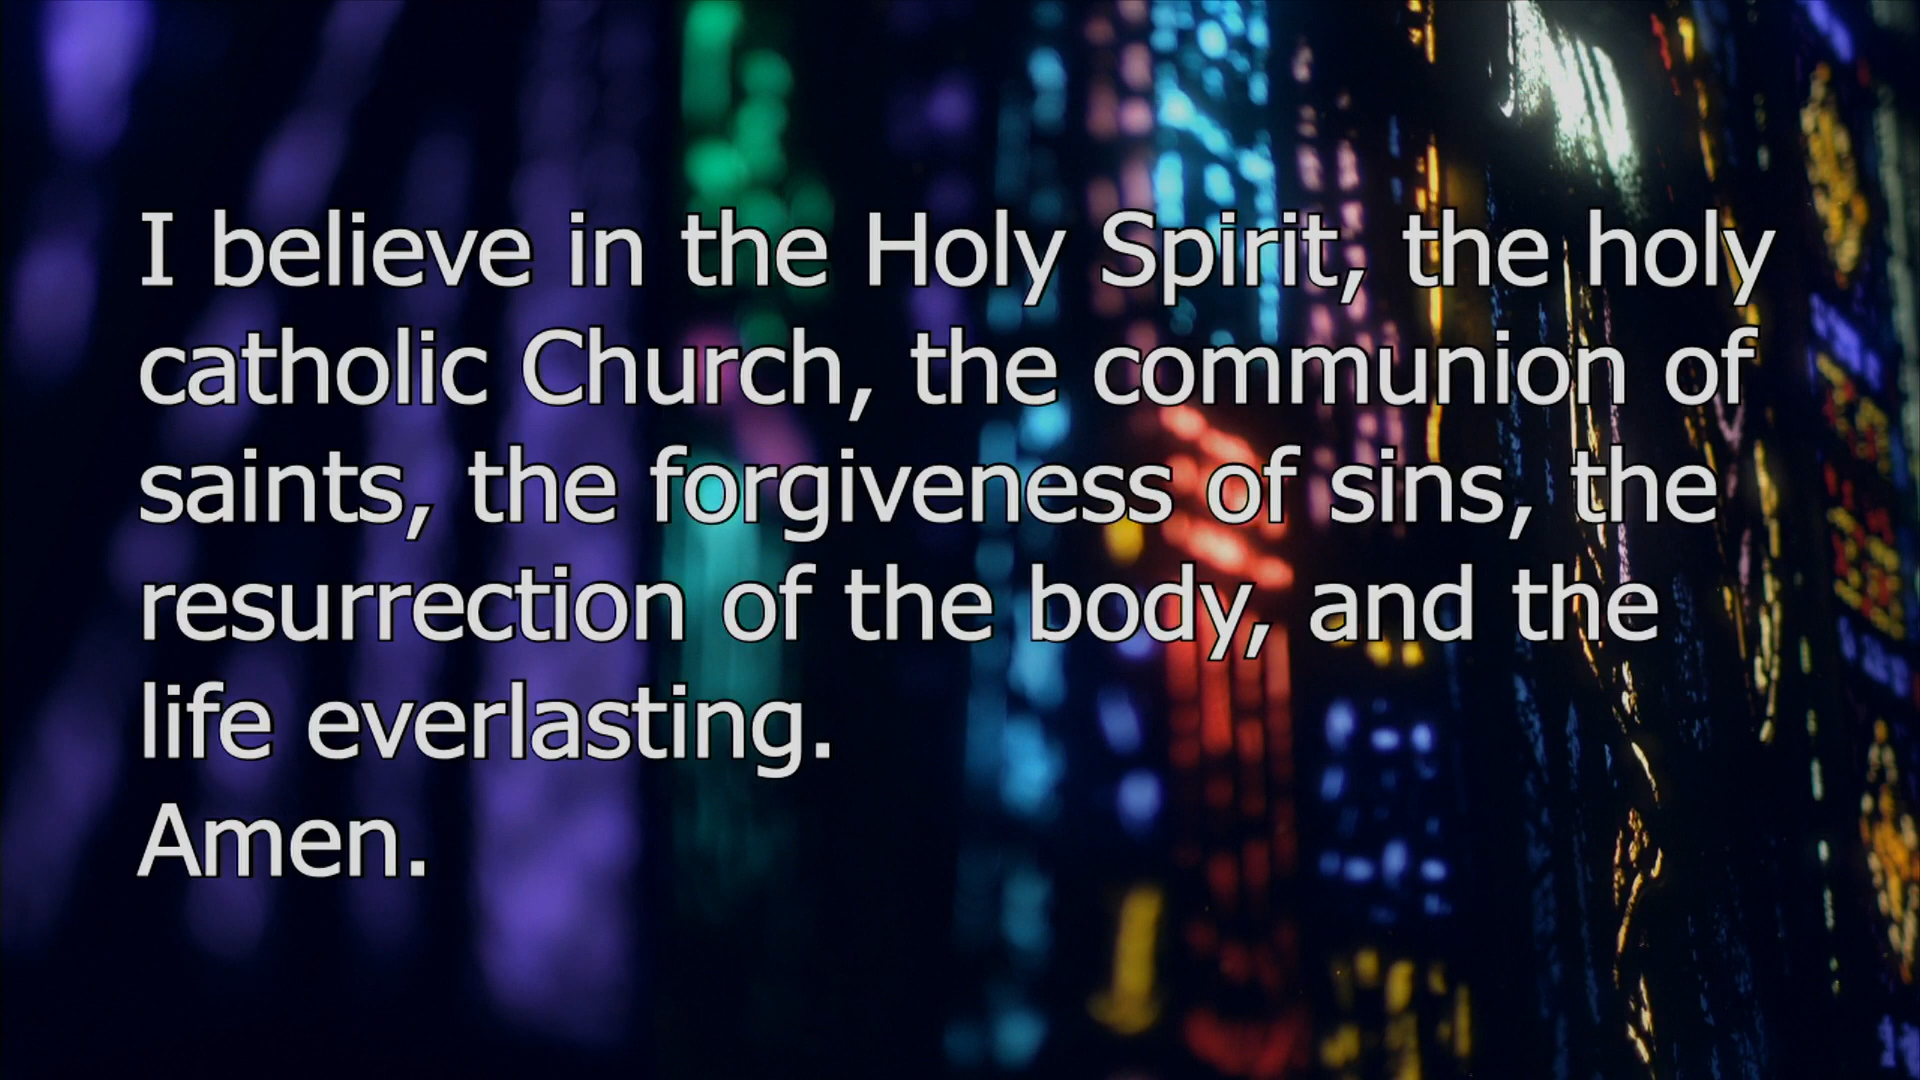 I believe in the Holy Spirit, the holy
catholic Church, the communion of
saints, the forgiveness of sins, the
resurrection of the body, and the
life everlasting.
Amen.